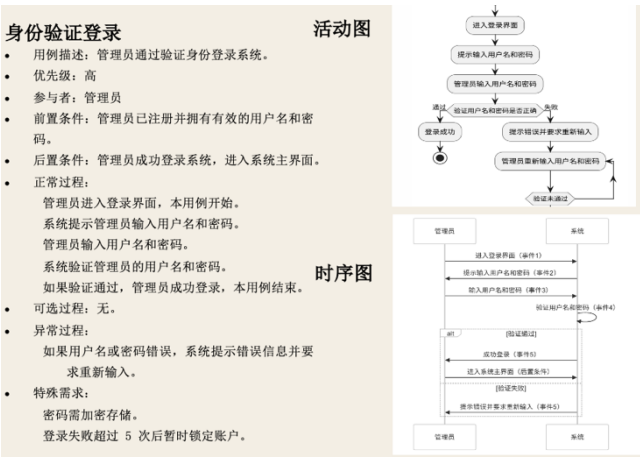 身份验证登录
活动图
用例描述：管理员通过验证身份登录系统。
优先级：高
参与者：管理员
前置条件：管理员已注册并拥有有效的用户名和密
码。
后置条件：管理员成功登录系统，进入系统主界面。
正常过程：
管理员进入登录界面，本用例开始。
系统提示管理员输入用户名和密码。
管理员输入用户名和密码。
系统验证管理员的用户名和密码。
如果验证通过，管理员成功登录，本用例结束。
可选过程：无。
异常过程：
如果用户名或密码错误，系统提示错误信息并要
求重新输入。
特殊需求：
密码需加密存储。
登录失败超过 5 次后暂时锁定账户。
进入登录界面
提示输入用户名和密码
管理员输入用户名和密码
通过
验证用户名和密码是否正确
失败
登录成功
提示错误并要求重新输入
管理员重新输入用户名和密码
验证未通过
时序图
管理员
系统
进入登录界面（事件1）
提示输入用户名和密码（事件2）
输入用户名和密码（事件3）
验证用户名和密码（事件4）
alt
[验证通过]
成功登录（事件6）
进入系统主界面（后置条件）
[验证失败]
提示错误并要求重新输入（事件5）
管理员
系统